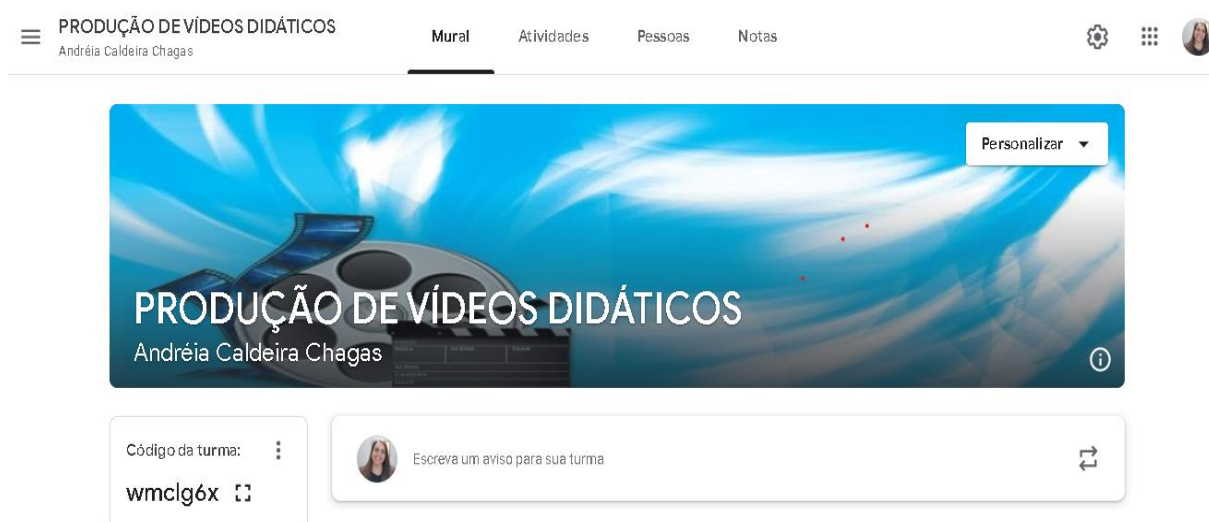 PRODUÇÃO DE VÍDEOS DIDÁTICOS
Andréia Caldeira Chagas
Mural Atividades Pessoas Notas
Personalizar
PRODUÇÃO DE VÍDEOS DIDÁTICOS
Andréia Caldeira Chagas
Código da turma:
wmclg6x
Escreva um aviso para sua turma